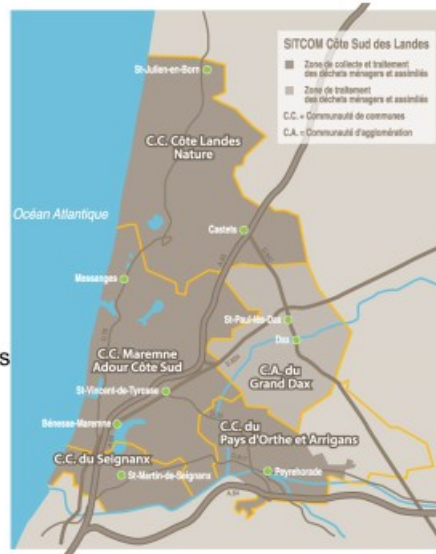 SITCOM Côte Sud des Landes
Zone de collecte et traitement
des déchets ménagers et assimilés
Zone de traitement
des déchets ménagers et assimilés
C.C. = Communauté de communes
C.A. = Communauté d'agglomération
St-Julien-en-Born
C.C. Côte Landes
Nature
Océan Atlantique
Castets
Messanges
St-Paul-lès-Dax
Dax
C.C. Maremne
Adour Côte Sud
S
C.A. du
Grand Dax
St-Vincent-de-Tyrosse
Bénesse-Maremne
C.C. du
Pays d'Orthe et Arrigans
C.C. du Seignanx
St-Martin-de-Seignanx
Peyrehorade
A.64